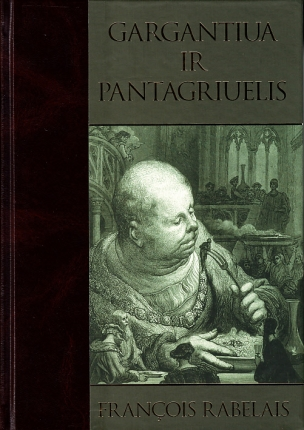 GARGANTIUA
IR
PANTAGRIUELIS
FRANÇOIS RABELAIS